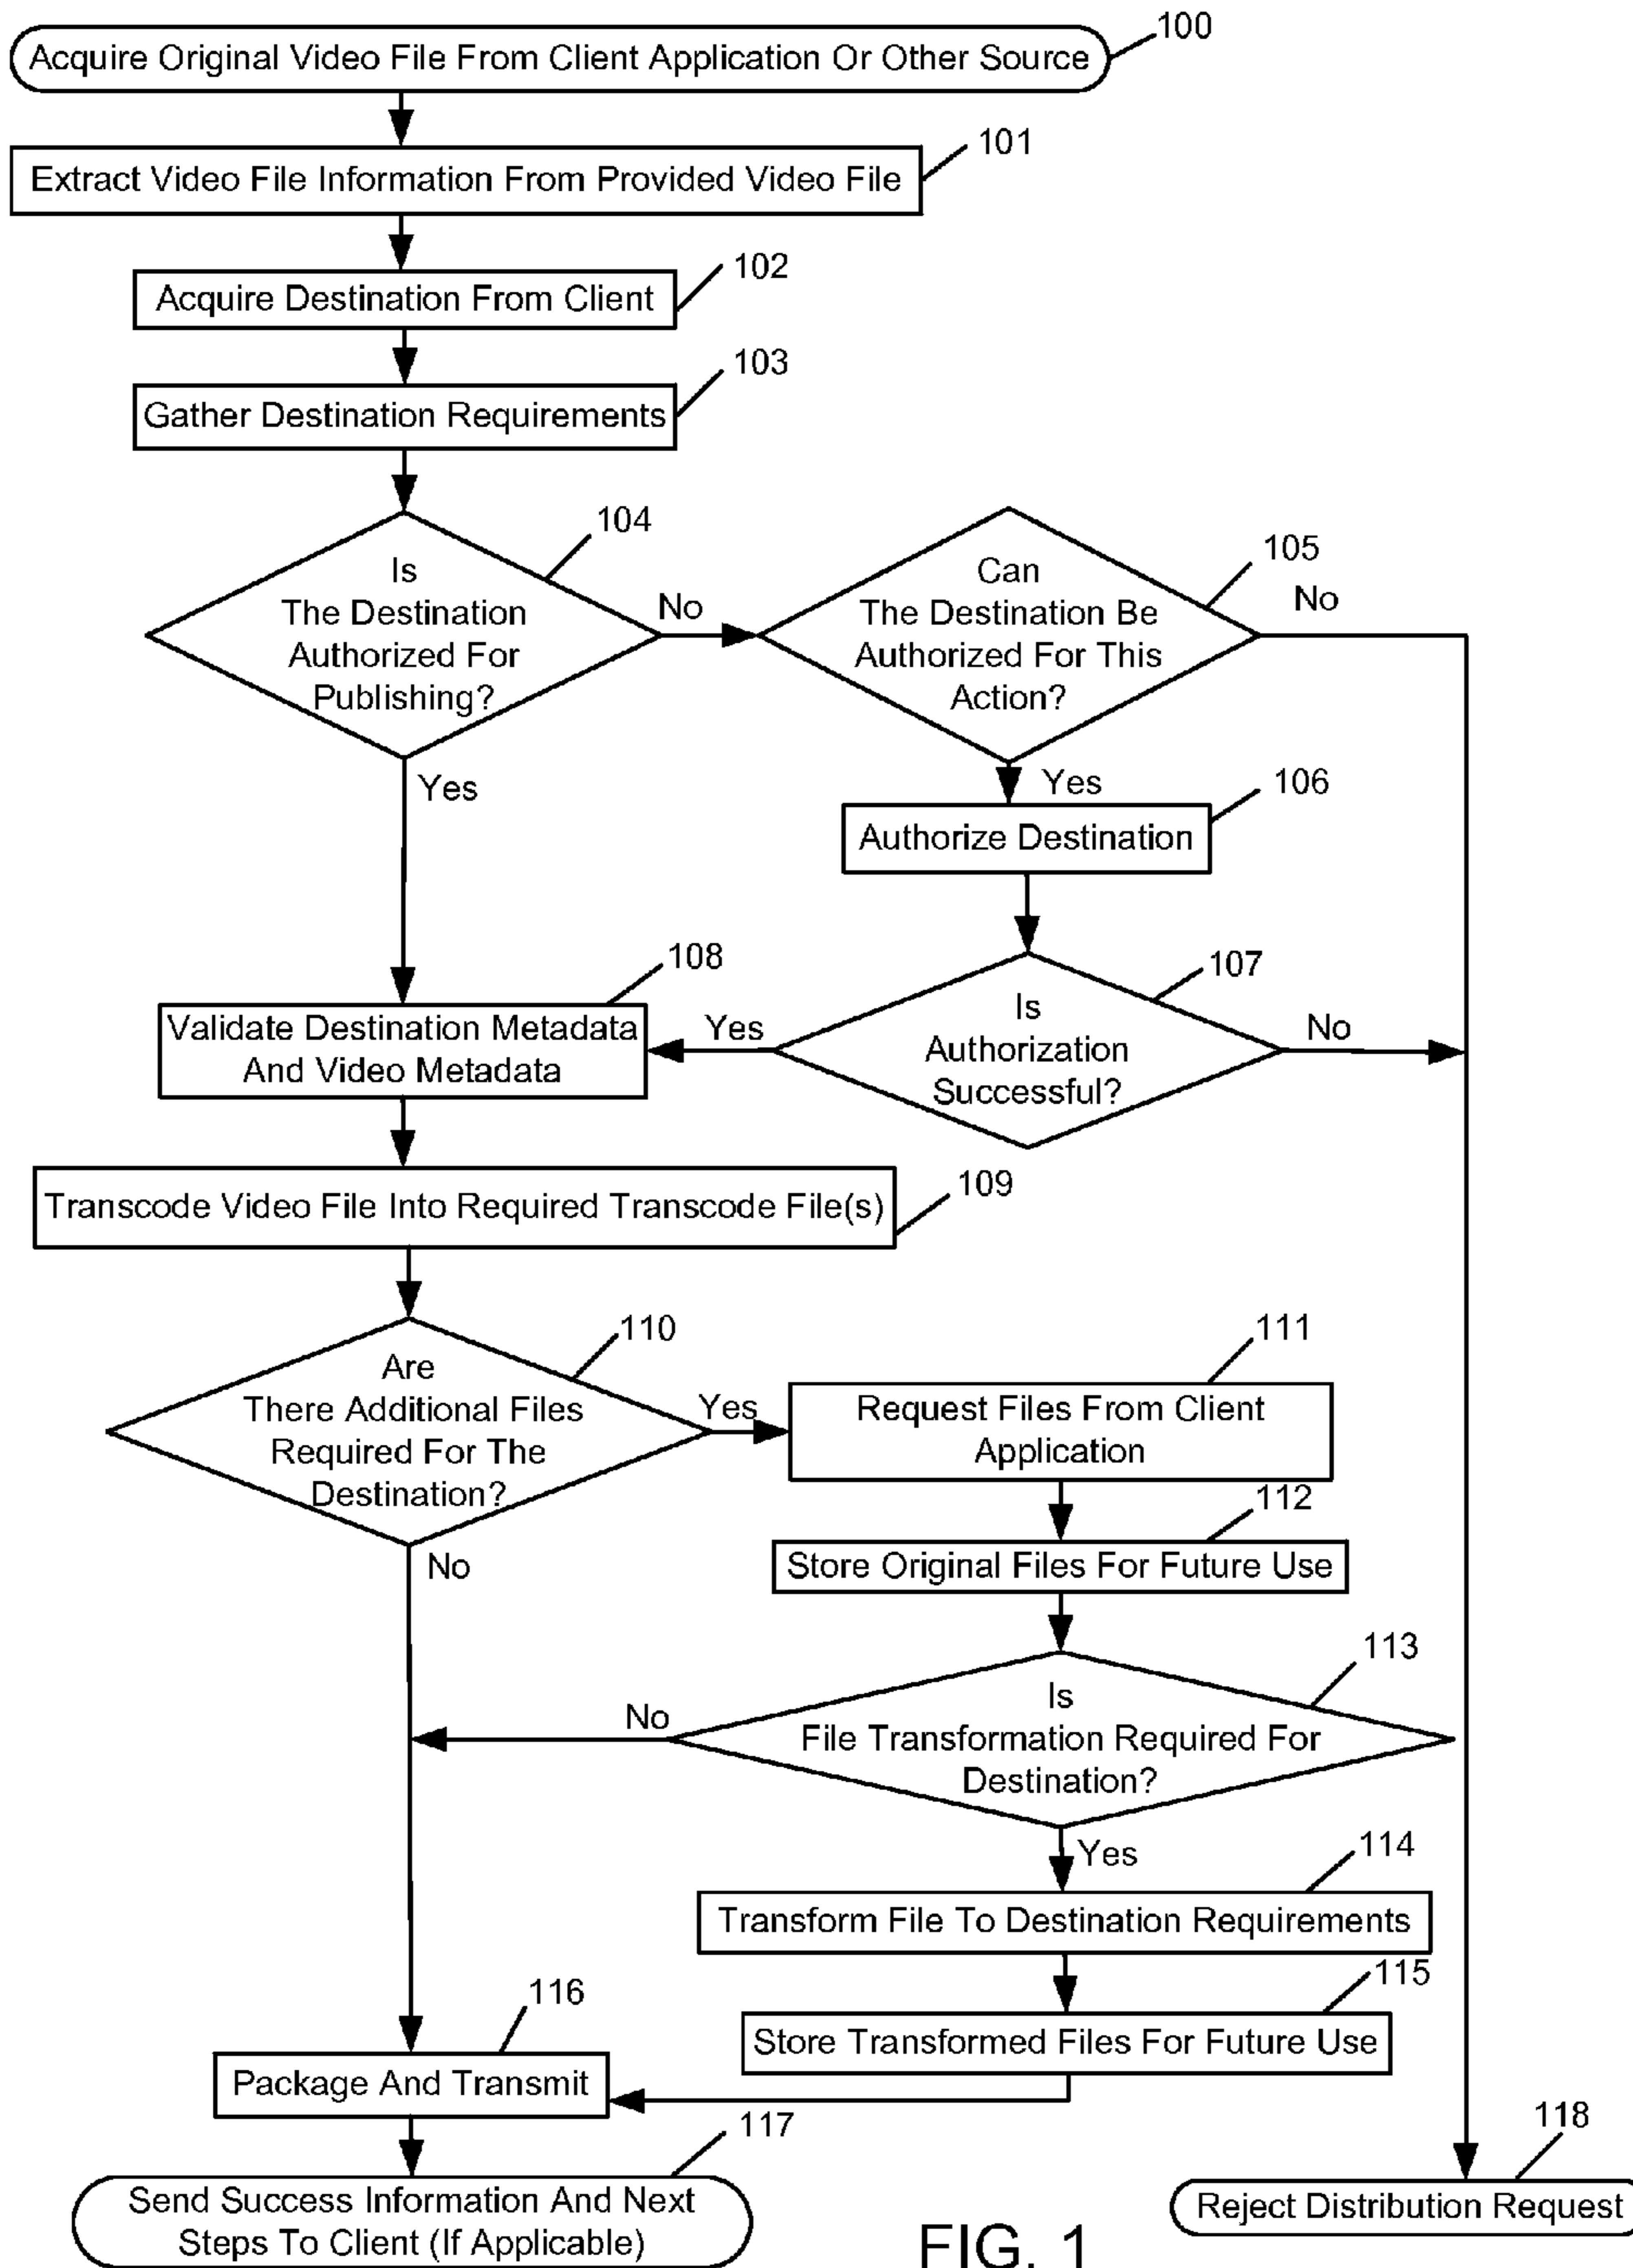 100
Acquire Original Video File From Client Application Or Other Source
101
Extract Video File Information From Provided Video File
102
Acquire Destination From Client
103
Gather Destination Requirements
104
Is
The Destination
Authorized For
Publishing?
No
Yes
105
Can
The Destination Be
Authorized For This
Action?
No
Yes
106
Authorize Destination
107
Is
Authorization
Successful?
Yes
No
108
Validate Destination Metadada
And Video Metadada
109
Transcode Video File Into Required Transcode File(s)
110
Are
There Additional Files
Required For The
Destination?
Yes
No
111
Request Files From Client
Application
112
Store Original Files For Future Use
113
Is
File Transformation Required For
Destination?
No
Yes
114
Transform File To Destination Requirements
115
Store Transformed Files For Future Use
116
Package And Transmit
117
Send Success Information And Next
Steps To Client (If Applicable)
118
Reject Distribution Request
FIG. 1